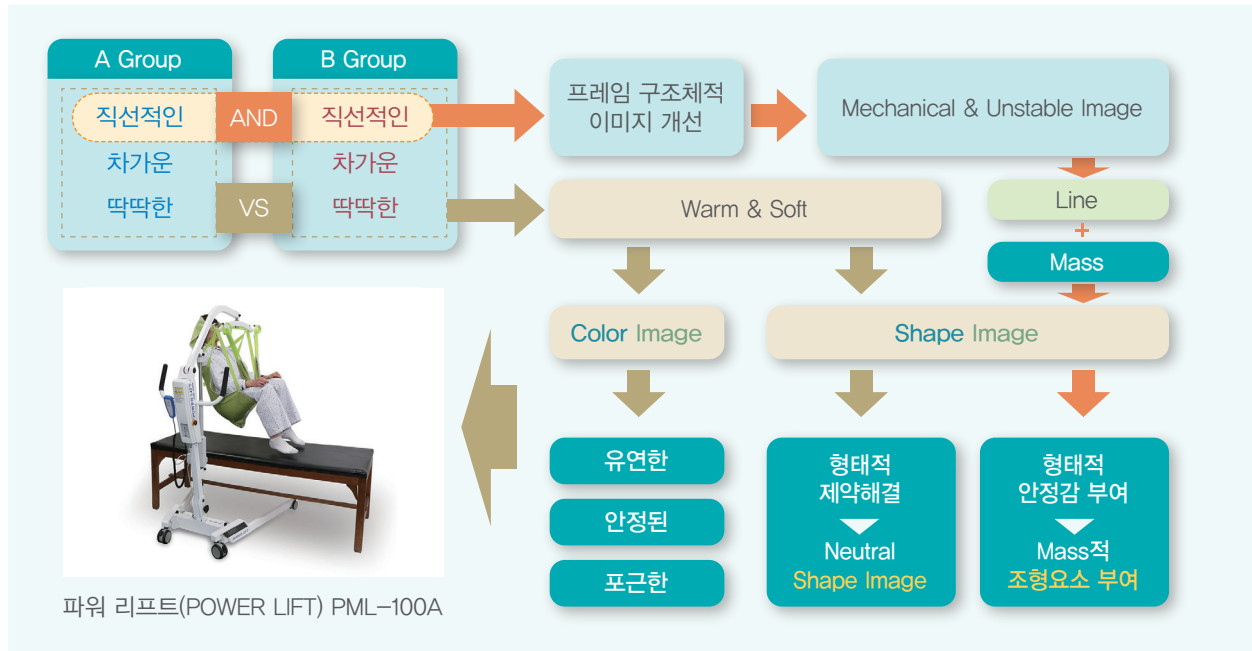 A Group
B Group
직선적인
AND
직선적인
차가운
차가운
딱딱한
VS
딱딱한
프레임 구조체적
이미지 개선
Mechanical & Unstable Image
Warm & Soft
Line
+
Mass
Color Image
Shape Image
유연한
안정된
포근한
형태적
제약해결
Neutral
Shape Image
형태적
안정감 부여
Mass적
조형요소 부여
파워 리프트(POWER LIFT) PML-100A